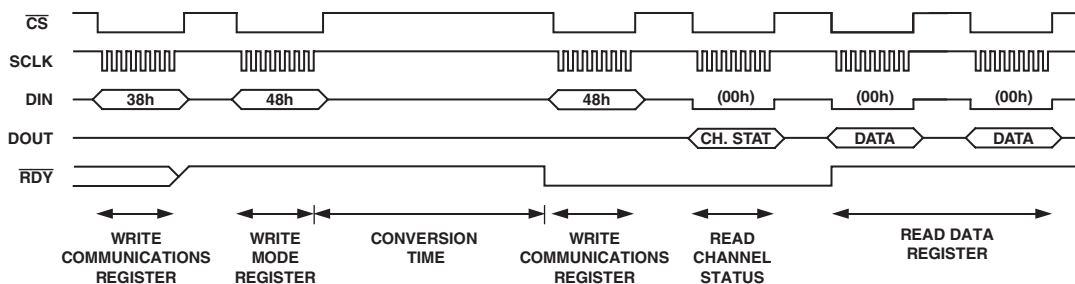 CS
SCLK
DIN 38h 48h 48h (00h) (00h) (00h)
DOUT CH. STAT DATA DATA
RDY
WRITE
COMMUNICATIONS
REGISTER
WRITE
MODE
REGISTER
CONVERSION
TIME
WRITE
COMMUNICATIONS
REGISTER
READ
CHANNEL
STATUS
READ DATA
REGISTER